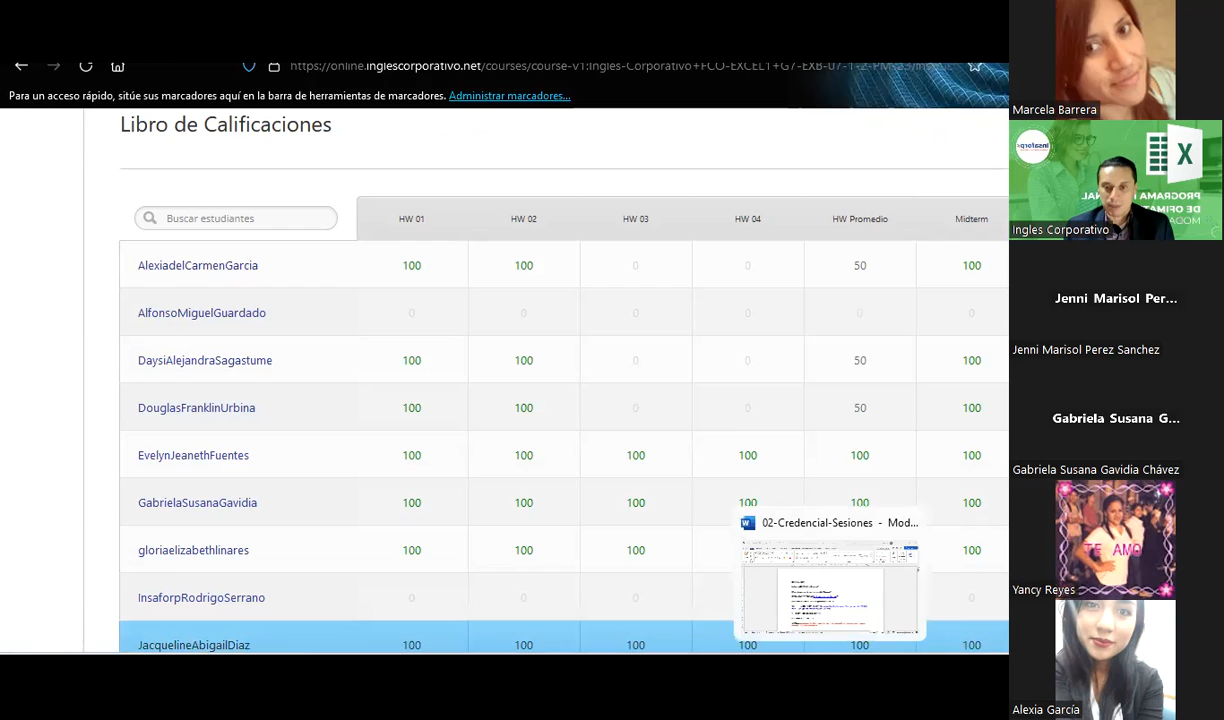 https://online.inglescorporativo.net/courses/course-v1:Ingles-Corporativo+FCO-EXCEL1+G7-EXB-07-1-2-PM-23/ins
Para un acceso rápido, sitúe sus marcadores aquí en la barra de herramientas de marcadores. Administrar marcadores...
Libro de Calificaciones
Buscar estudiantes HW 01 HW 02 HW 03 HW 04 HW Promedio Midterm
AlexiadelCarmenGarcia 100 100 0 0 50 100
AlfonsoMiguelGuardado 0 0 0 0 0 0
DaysiAlejandraSagastume 100 100 0 0 50 100
DouglasFranklinUrbina 100 100 0 0 50 100
EvelynJeanethFuentes 100 100 100 100 100 100
GabrielaSusanaGavidia 100 100 100 100 100 100
gloriaelizabethlinares 100 100 100 100
InsaforpRodrigoSerrano 0 0 0 0
JacquelineAbigailDiaz 100 100 100 100 100 100
02-Credencial-Sesiones - Mod...
Marcela Barrera
Insaforp
X
PROGRAMA
DE OFIMÁT
MODA
Ingles Corporativo
Jenni Marisol Per...
Jenni Marisol Perez Sanchez
Gabriela Susana G...
Gabriela Susana Gavidia Chávez
TE AMO
Yancy Reyes
Alexia García